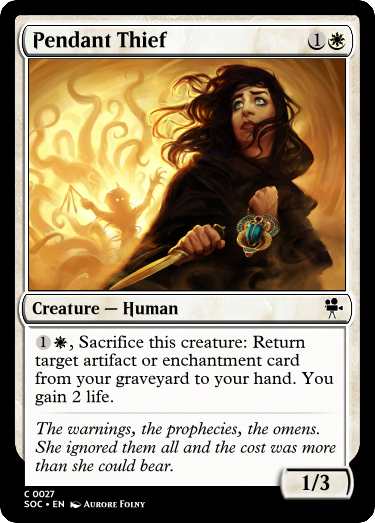 Pendant Thief
1
Creature — Human
1, Sacrifice this creature: Return
target artifact or enchantment card
from your graveyard to your hand. You
gain 2 life.
The warnings, the prophecies, the omens.
She ignored them all and the cost was more
than she could bear.
1/3
C 0027
SOC • EN Aurore Folny